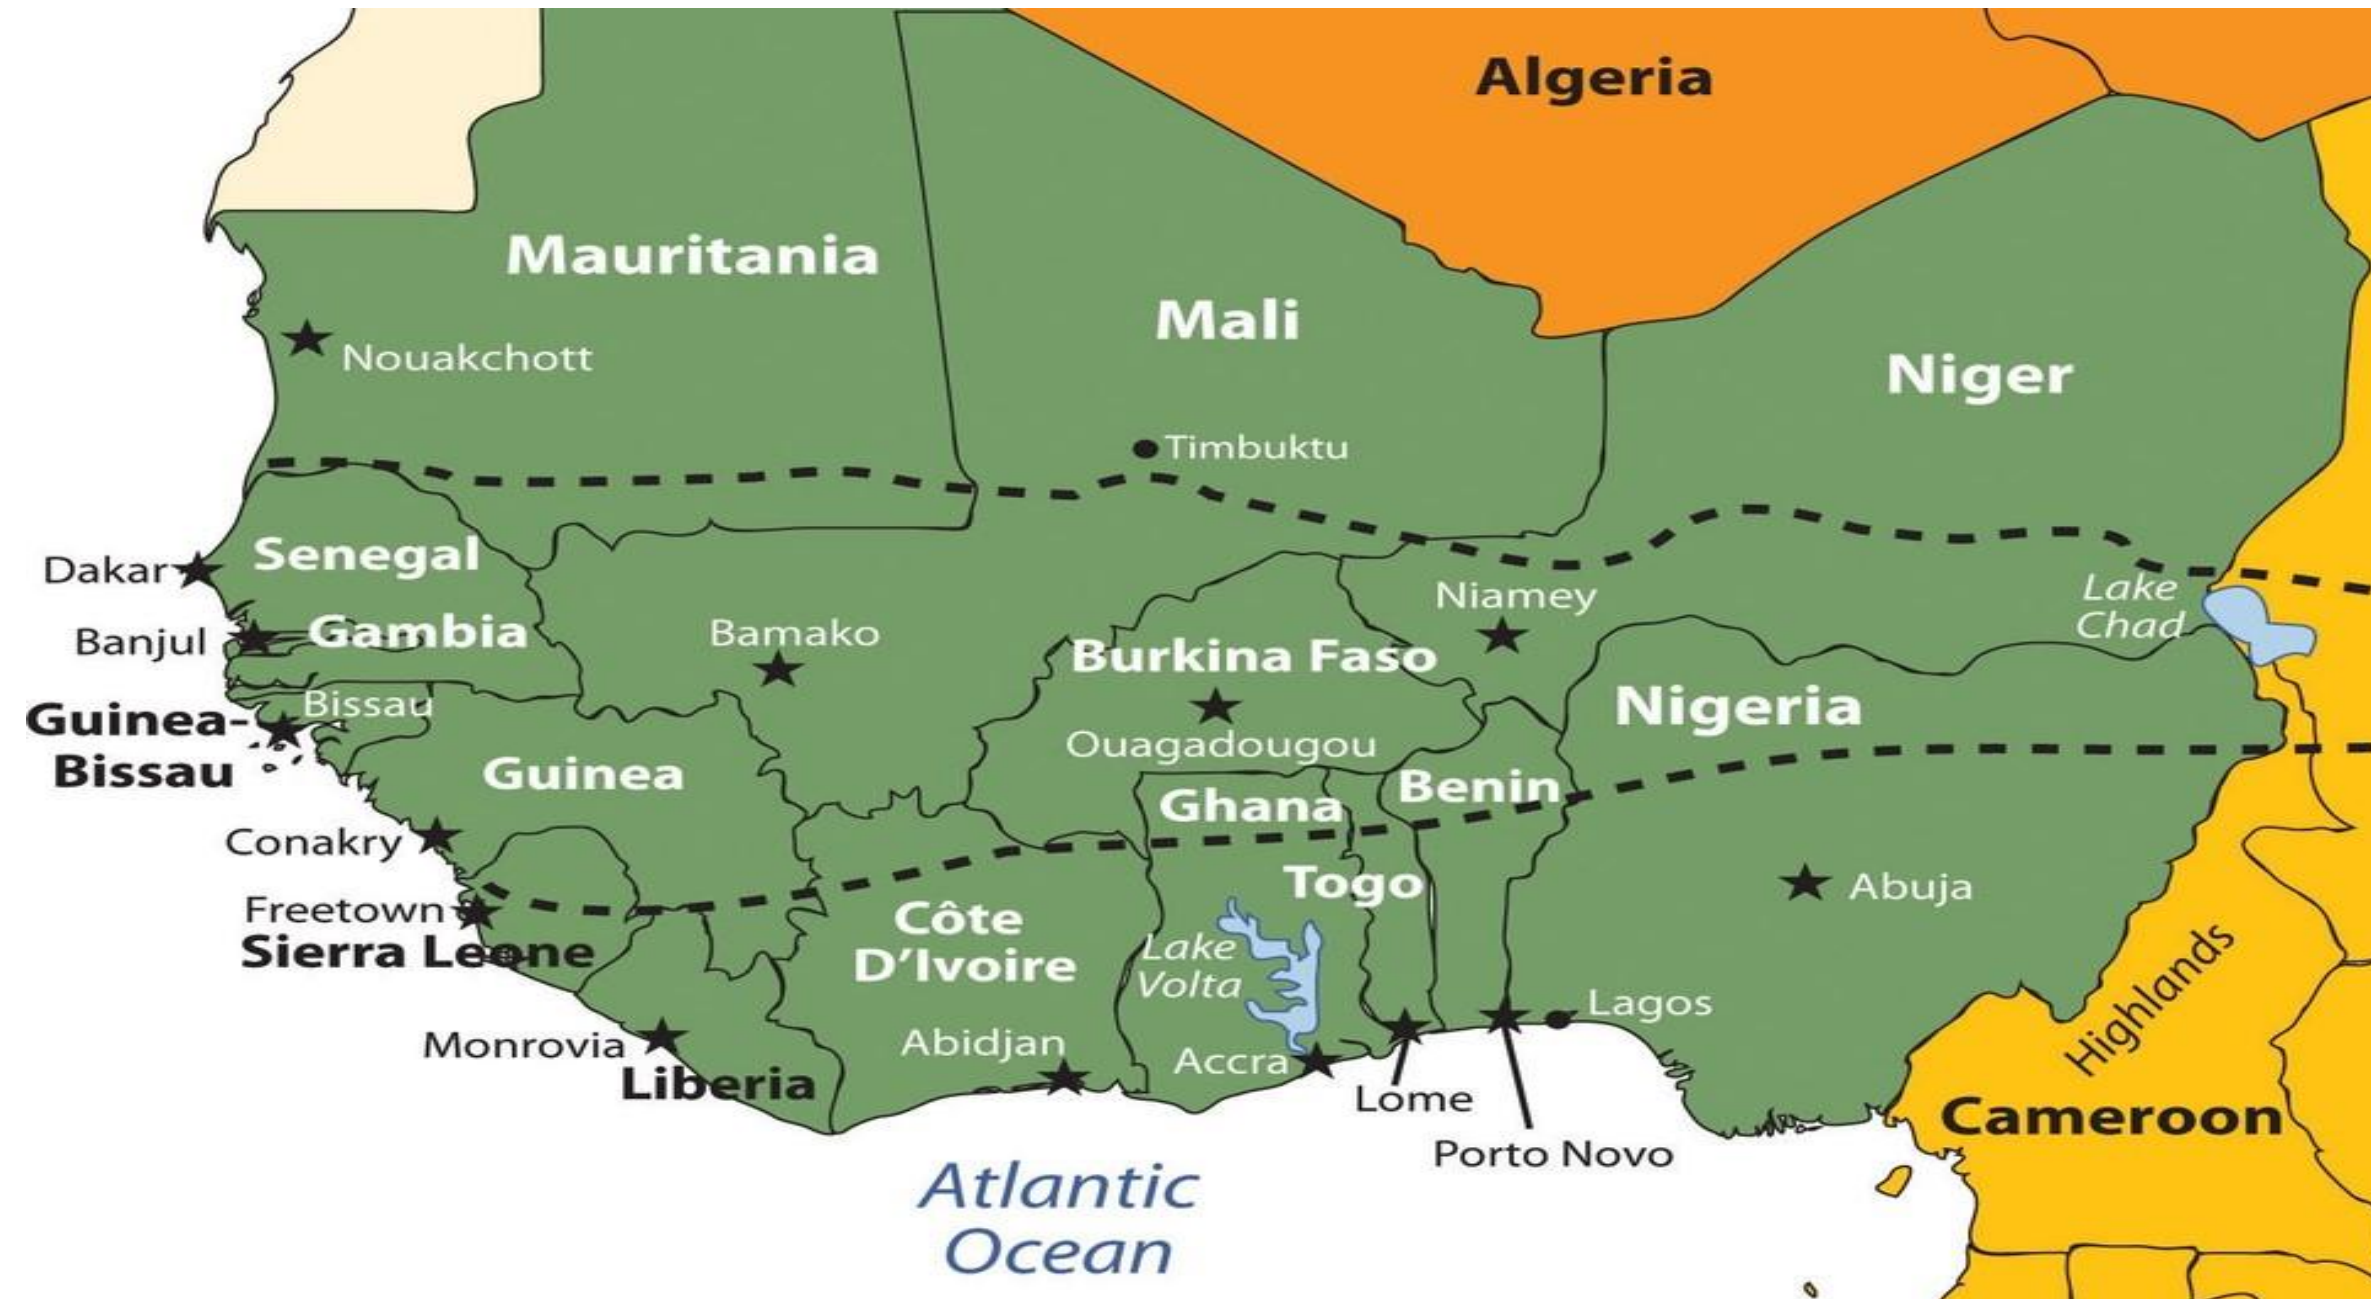 Algeria
Mauritania
Mali
Niger
Nouakchott
Timbuktu
Senegal
Dakar
Niamey
Lake
Chad
Gambia
Banjul
Bamako
Burkina Faso
Bissau
Guinea-
Bissau
Nigeria
Ouagadougou
Guinea
Benin
Ghana
Conakry
Togo
Abuja
Freetown
Côte
D’Ivoire
Sierra Leone
Lake
Volta
Highlands
Lagos
Monrovia
Abidjan
Accra
Liberia
Lome
Cameroon
Porto Novo
Atlantic
Ocean